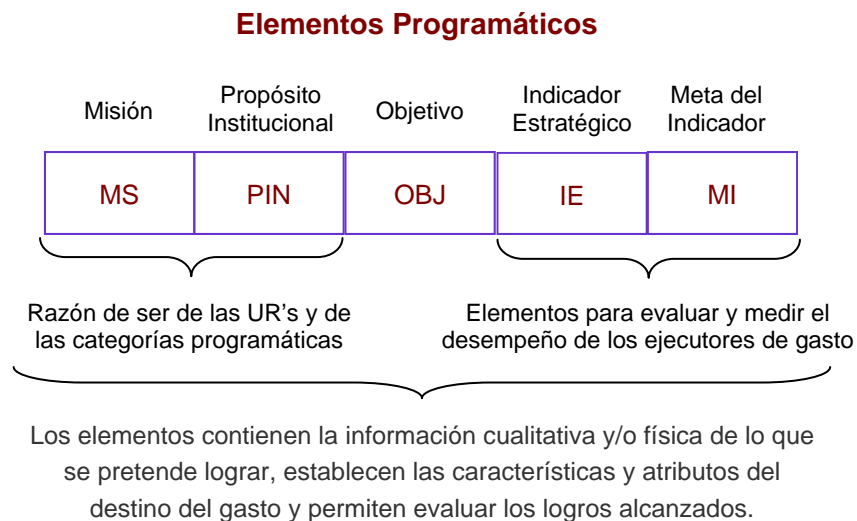 Elementos Programáticos
Misión
Propósito
Institucional
Objetivo
Indicador
Estratégico
Meta del
Indicador
MS
PIN
OBJ
IE
MI
Razón de ser de las UR's y de
las categorías programáticas
Elementos para evaluar y medir el
desempeño de los ejecutores de gasto
Los elementos contienen la información cualitativa y/o física de lo que
se pretende lograr, establecen las características y atributos del
destino del gasto y permiten evaluar los logros alcanzados.